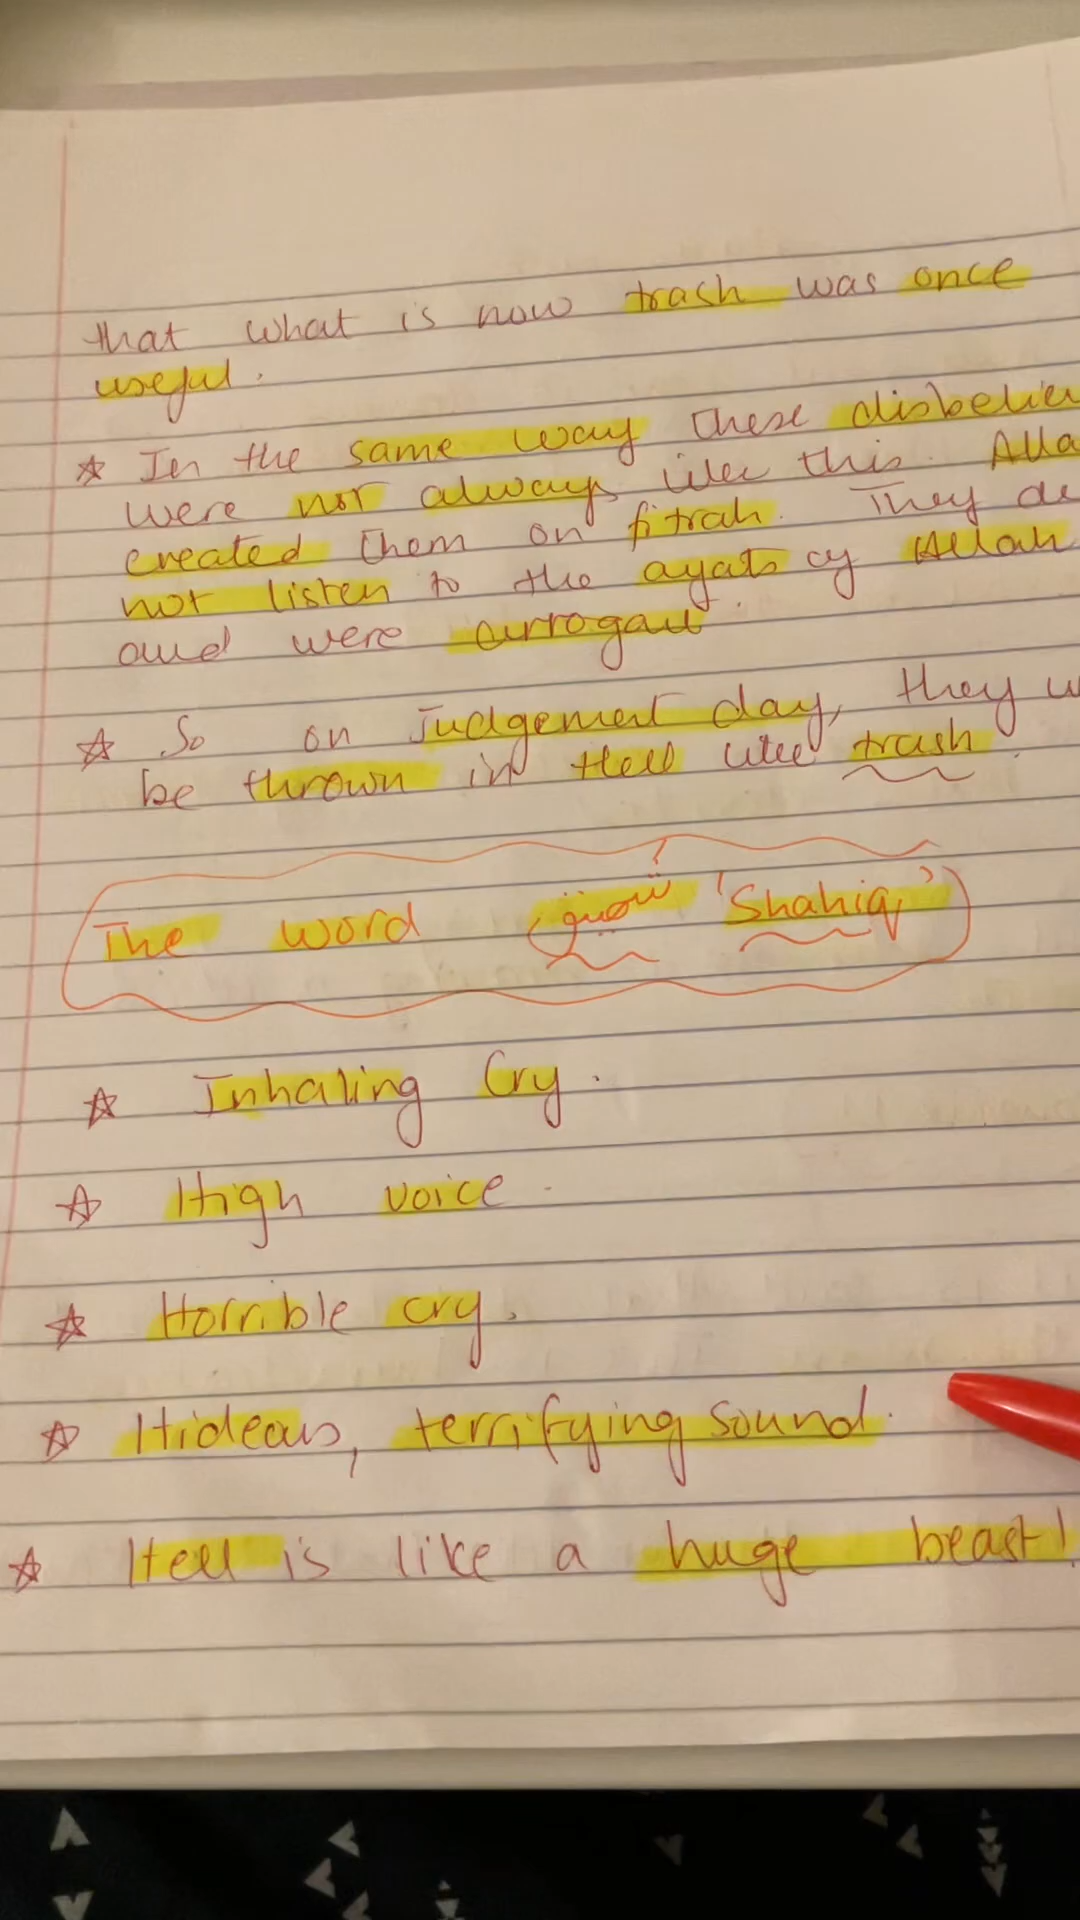 that what is now trash was once
useful.
☆ In the same way these disbelie
were not always like this. Alla
created them on fitrah. They d
not listen to the ayats of Allah
and were arrogant.
☆ So on Judgement day, they w
be thrown in Hell like trash.
The word 'Shahiq'
☆ Inhaling Cry.
☆ High voice.
☆ Horrible cry.
☆ Hideous, terrifying sound.
☆ Hell is like a huge beast!